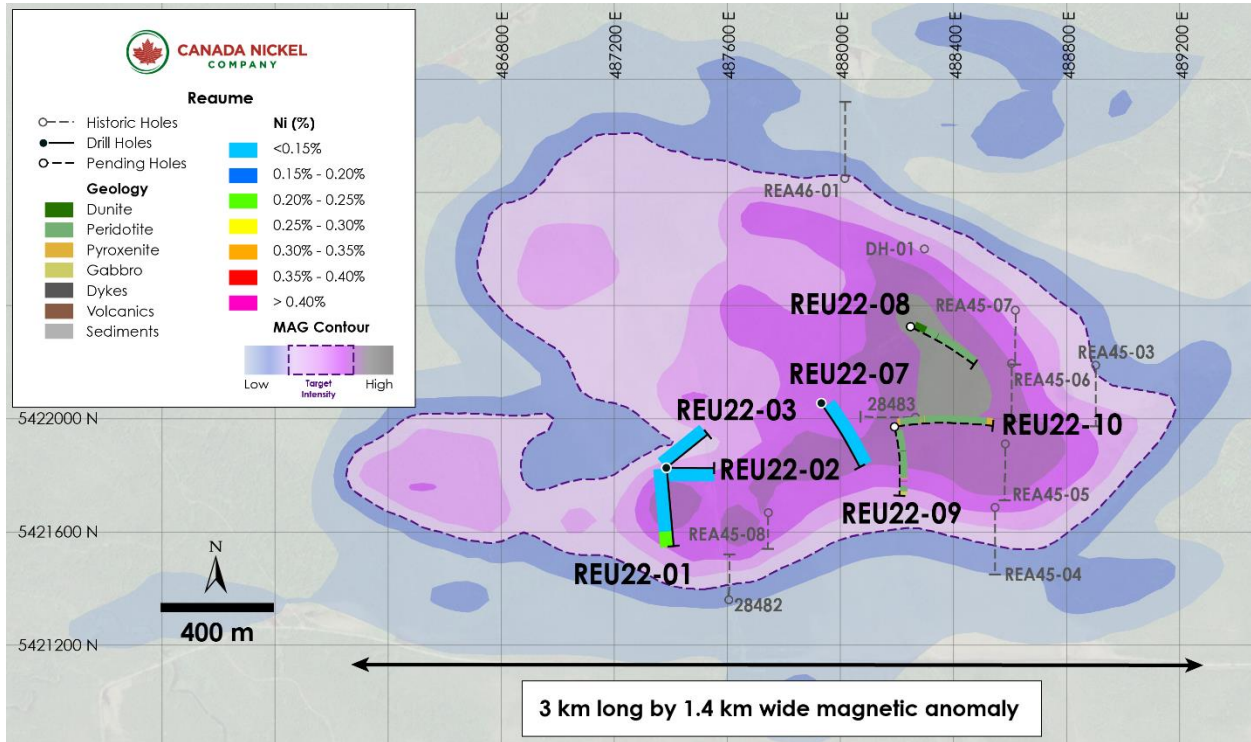 CANADA NICKEL
COMPANY
Reaume
Historic Holes
Drill Holes
Pending Holes
Geology
Dunite
Peridotite
Pyroxenite
Gabbro
Dykes
Volcanics
Sediments
Ni (%)
<0.15%
0.15% - 0.20%
0.20% - 0.25%
0.25% - 0.30%
0.30% - 0.35%
0.35% - 0.40%
> 0.40%
MAG Contour
Low
Target
Intensity
High
486800 E
487200 E
487600 E
488000 E
488400 E
488800 E
489200 E
REA46-01
DH-01
REU22-08
REA45-07
REA45-03
REU22-07
REA45-06
5422000 N
REU22-03
28483
REU22-10
REU22-02
REA45-05
REU22-09
5421600 N
REA45-08
REU22-01
REA45-04
28482
N
400 m
5421200 N
3 km long by 1.4 km wide magnetic anomaly